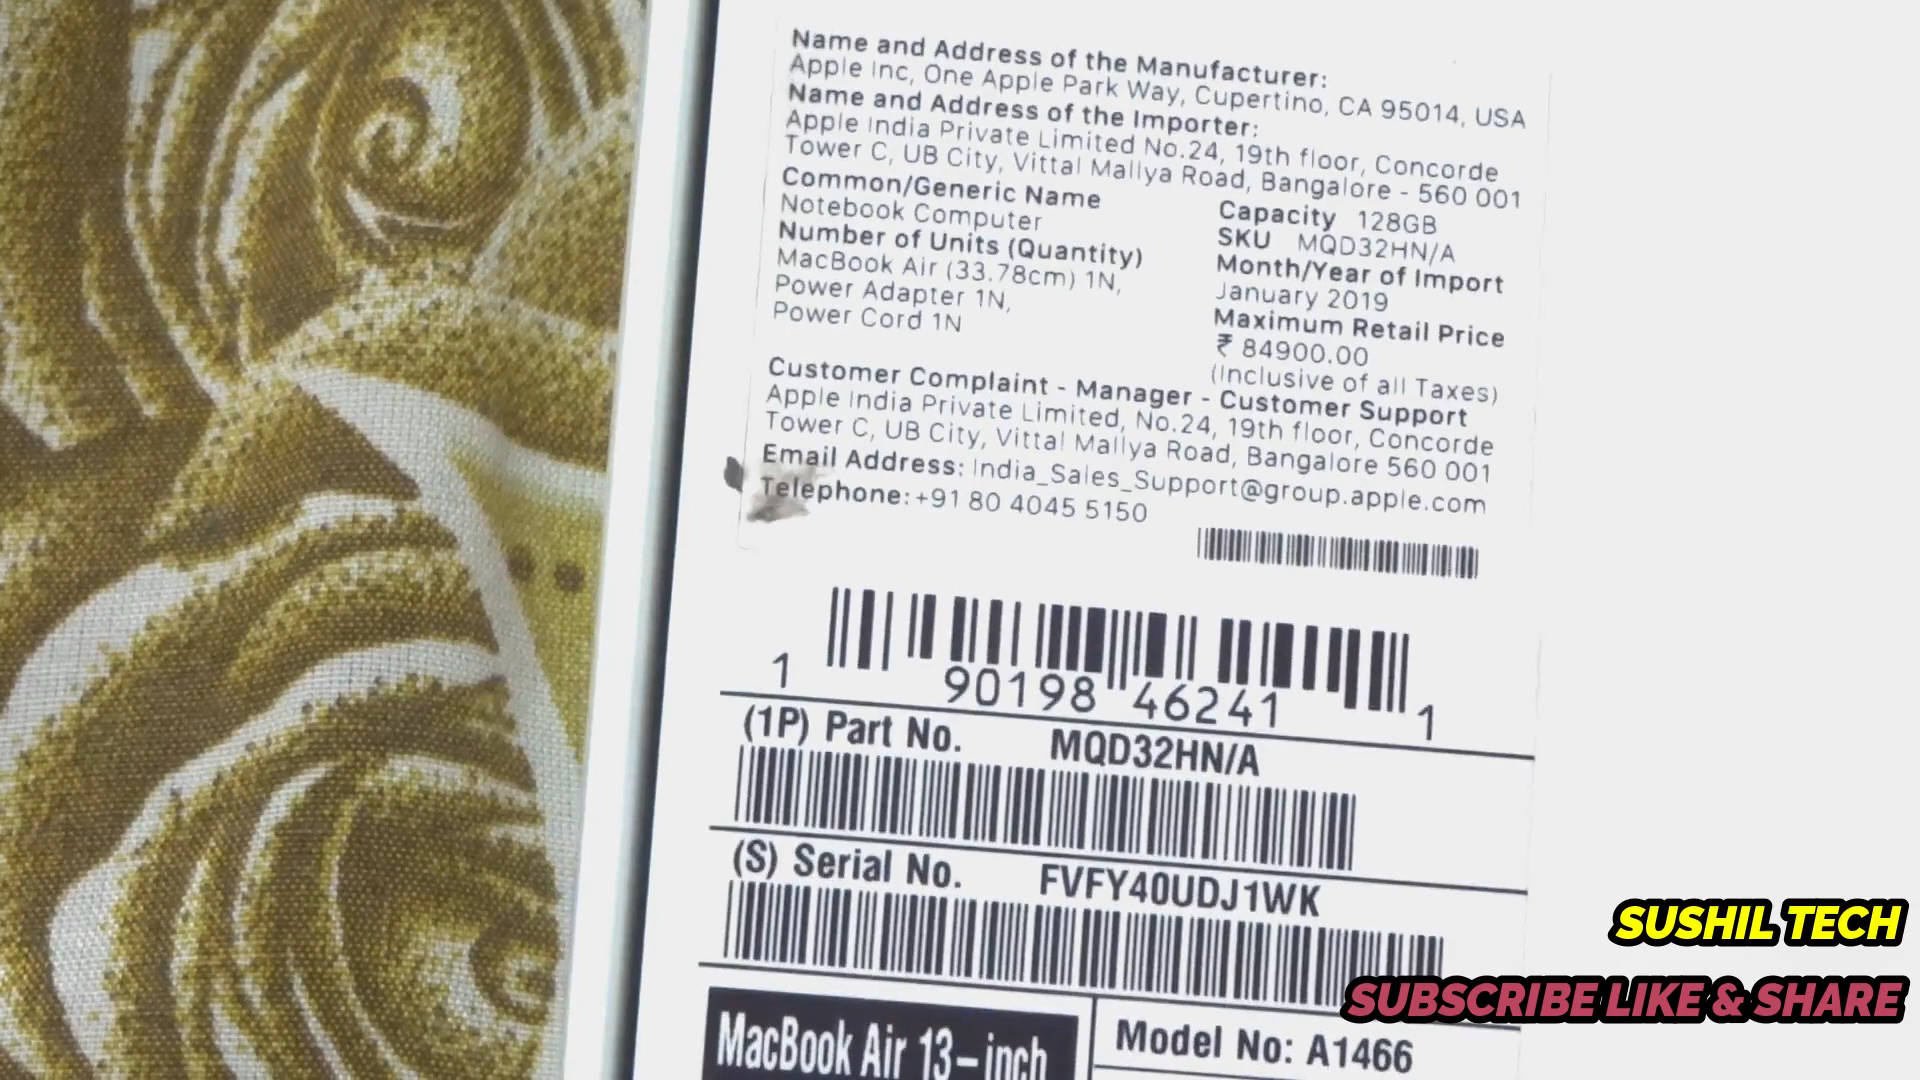 Name and Address of the Manufacturer:
Apple Inc, One Apple Park Way, Cupertino, CA 95014, USA
Name and Address of the Importer:
Apple India Private Limited No.24, 19th floor, Concorde
Tower C, UB City, Vittal Mallya Road, Bangalore - 560 001
Common/Generic Name
Notebook Computer
Number of Units (Quantity)
MacBook Air (33.78cm) 1N,
Power Adapter 1N,
Power Cord 1N
Capacity 128GB
SKU MQD32HN/A
Month/Year of Import
January 2019
Maximum Retail Price
₹ 84900.00
(Inclusive of all Taxes)
Customer Complaint - Manager - Customer Support
Apple India Private Limited, No.24, 19th floor, Concorde
Tower C, UB City, Vittal Mallya Road, Bangalore 560 001
Email Address: India_Sales_Support@group.apple.com
Telephone: +91 80 4045 5150
1 90198 46241 1
(1P) Part No. MQD32HN/A
(S) Serial No. FVFY40UDJ1WK
MacBook Air 13-inch
Model No: A1466
SUSHIL TECH
SUBSCRIBE LIKE & SHARE